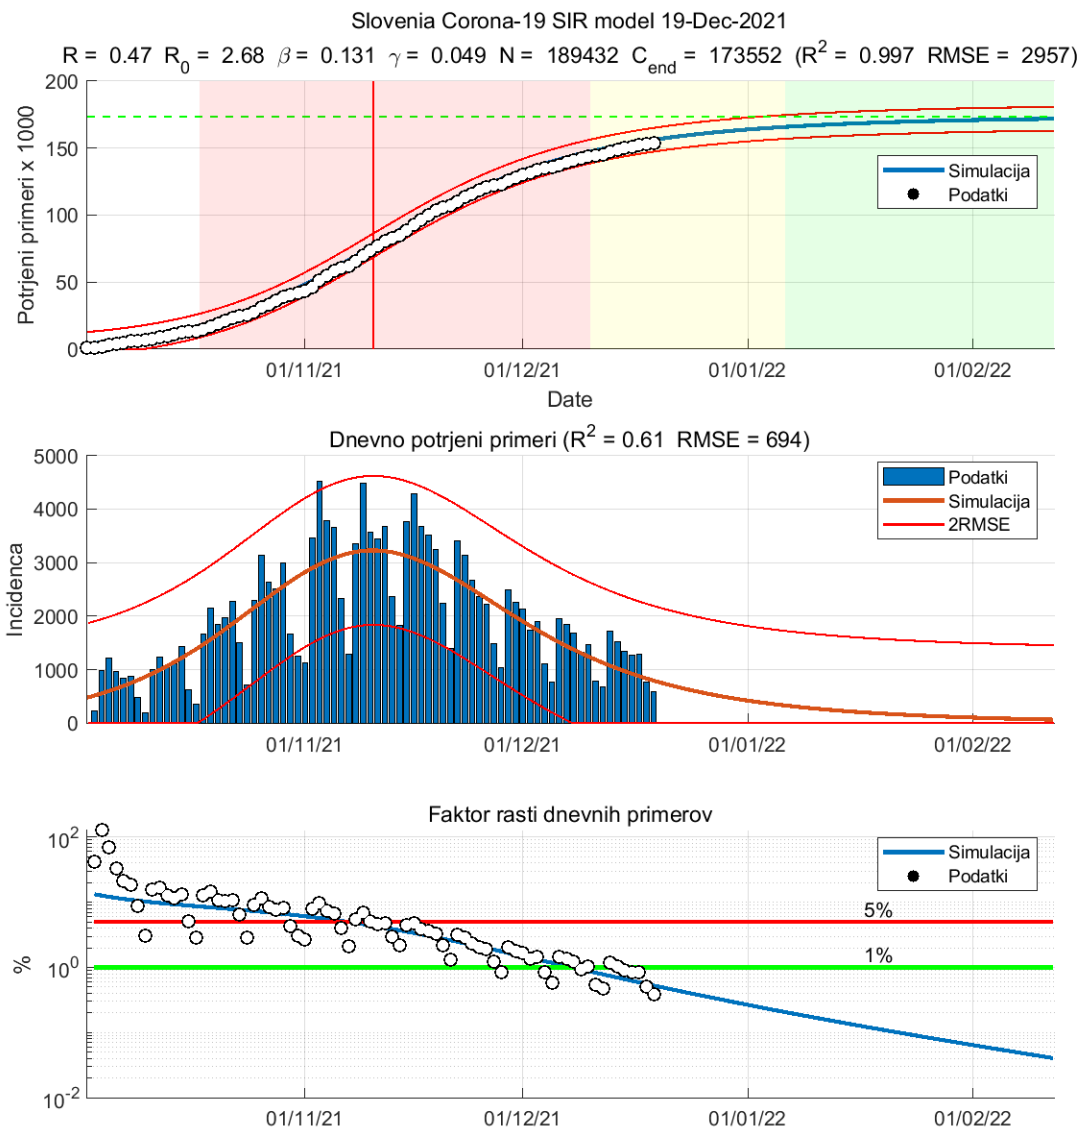 Slovenia Corona-19 SIR model 19-Dec-2021
R = 0.47 R0 = 2.68 β = 0.131 γ = 0.049 N = 189432 Cend = 173552 (R2 = 0.997 RMSE = 2957)
Potrjeni primeri x 1000
200
150
100
50
0
Simulacija
Podatki
01/11/21 01/12/21 01/01/22 01/02/22
Date
Dnevno potrjeni primeri (R2 = 0.61 RMSE = 694)
Incidenca
5000
4000
3000
2000
1000
0
Podatki
Simulacija
2RMSE
01/11/21 01/12/21 01/01/22 01/02/22
Faktor rasti dnevnih primerov
%
10^2
10^0
10^-2
Simulacija
Podatki
5%
1%
01/11/21 01/12/21 01/01/22 01/02/22